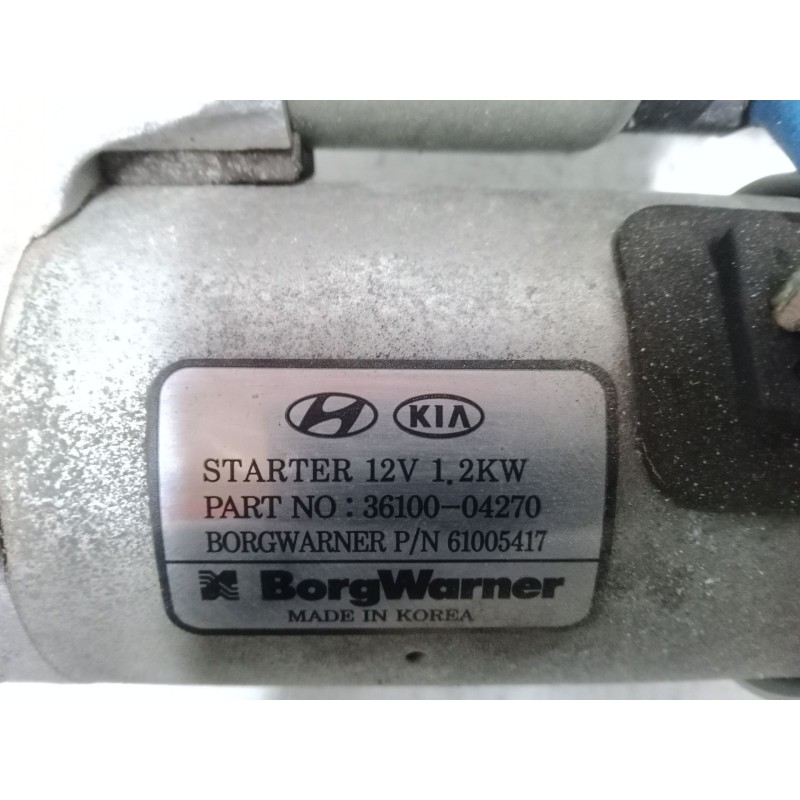 KIA
STARTER 12V 1.2KW
PART NO : 36100-04270
BORGWARNER P/N 61005417
BorgWarner
MADE IN KOREA